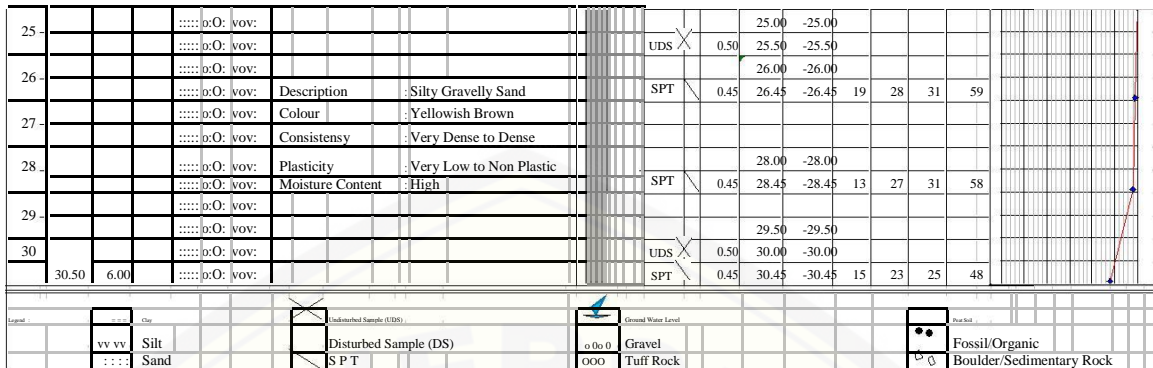 25 ::::: o:O: vov: 25.00 -25.00
::::: o:O: vov: UDS 0.50 25.50 -25.50
::::: o:O: vov: 26.00 -26.00
26 ::::: o:O: vov: Description : Silty Gravelly Sand SPT 0.45 26.45 -26.45 19 28 31 59
::::: o:O: vov: Colour : Yellowish Brown
27 ::::: o:O: vov: Consistency : Very Dense to Dense
28 ::::: o:O: vov: Plasticity : Very Low to Non Plastic 28.00 -28.00
::::: o:O: vov: Moisture Content : High SPT 0.45 28.45 -28.45 13 27 31 58
29 ::::: o:O: vov:
::::: o:O: vov: 29.50 -29.50
30 ::::: o:O: vov: UDS 0.50 30.00 -30.00
30.50 6.00 ::::: o:O: vov: SPT 0.45 30.45 -30.45 15 23 25 48
Legend : = = = Clay Undisturbed Sample (UDS) Ground Water Level Peat Soil
vv vv Silt Disturbed Sample (DS) o 0o 0 Gravel Fossil/Organic
: : : : Sand S P T OOO Tuff Rock Boulder/Sedimentary Rock